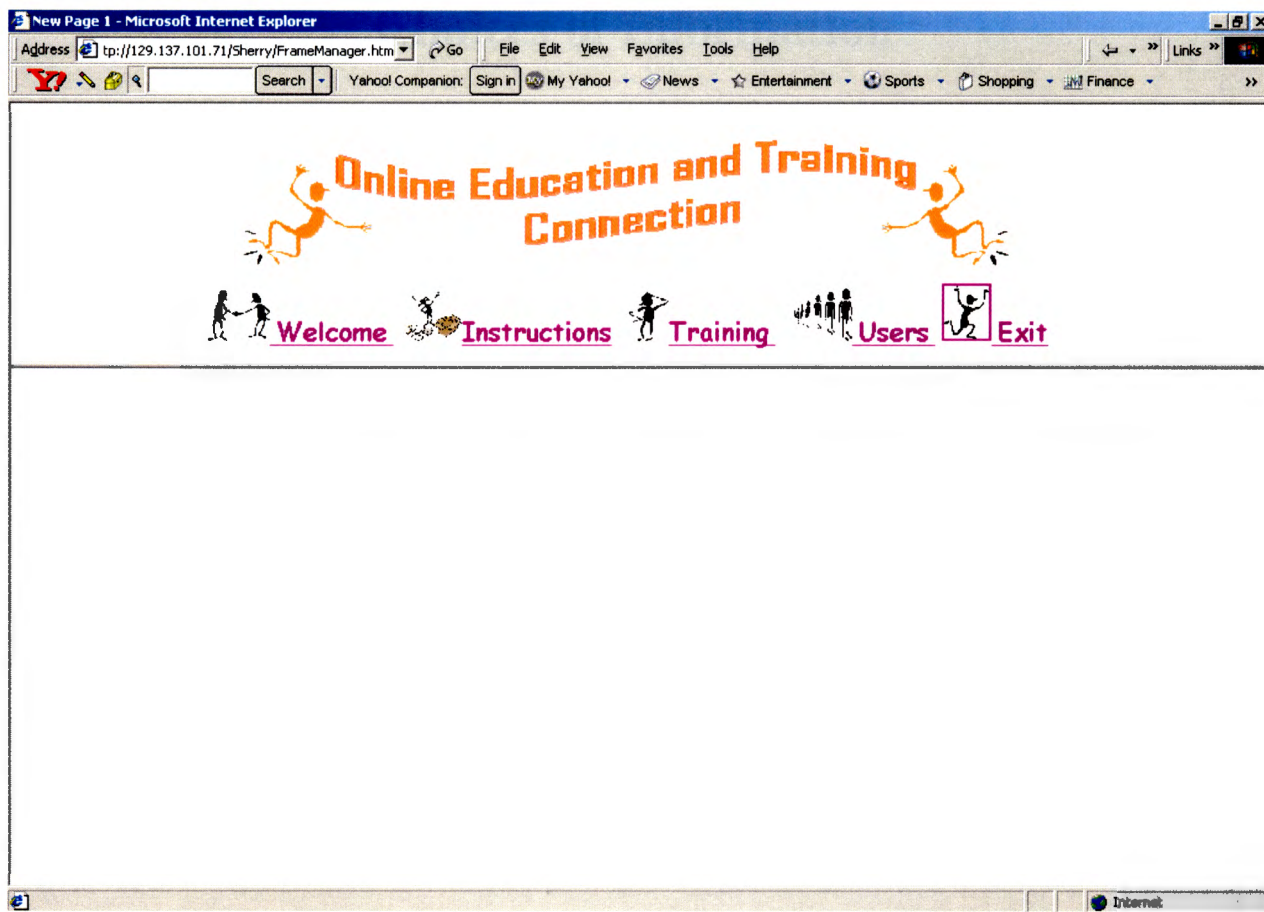 New Page 1 - Microsoft Internet Explorer
Address tp://129.137.101.71/Sherry/FrameManager.htm Go File Edit View Favorites Tools Help Links »
Y! Search Yahoo! Companion: Sign in My Yahoo! News Entertainment Sports Shopping Finance »
Online Education and Training
Connection
Welcome Instructions Training Users Exit
Internet